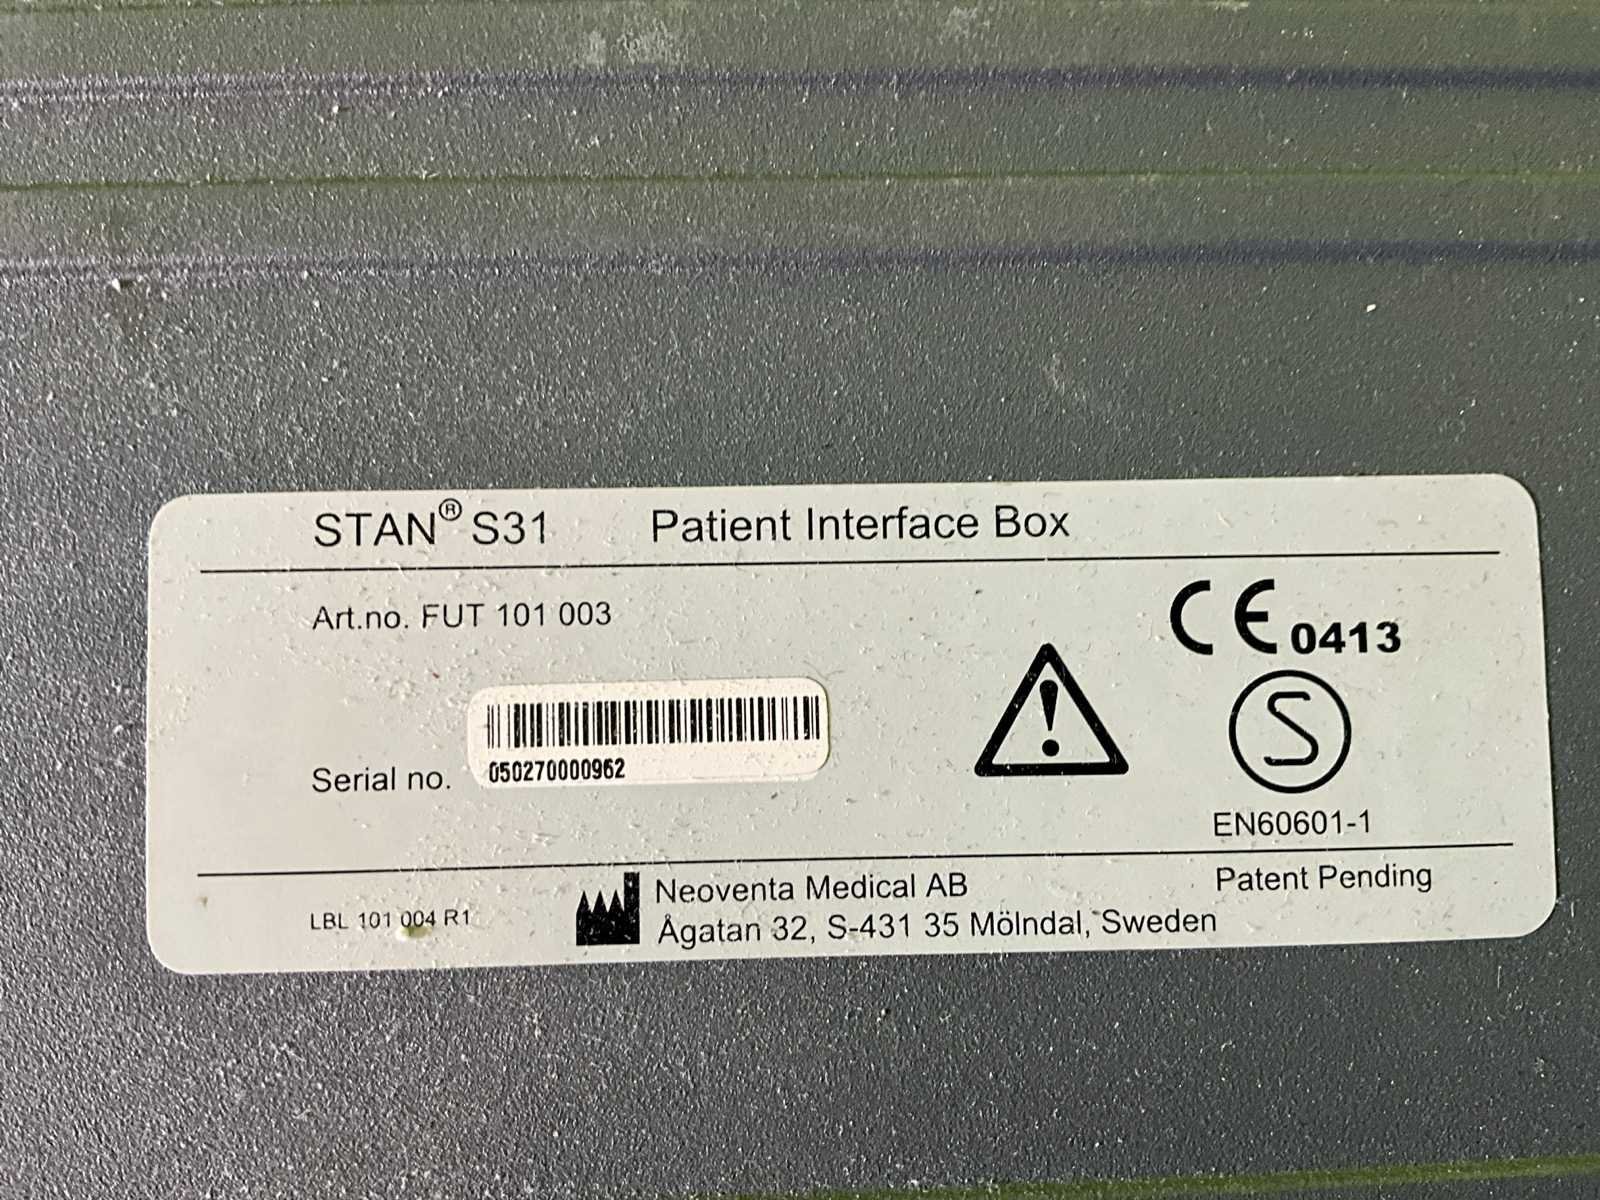 STAN® S31 Patient Interface Box
Art.no. FUT 101 003
CE 0413
Serial no. 050270000962
S
EN60601-1
Patent Pending
LBL 101 004 R1
Neoventa Medical AB
Ågatan 32, S-431 35 Mölndal, Sweden